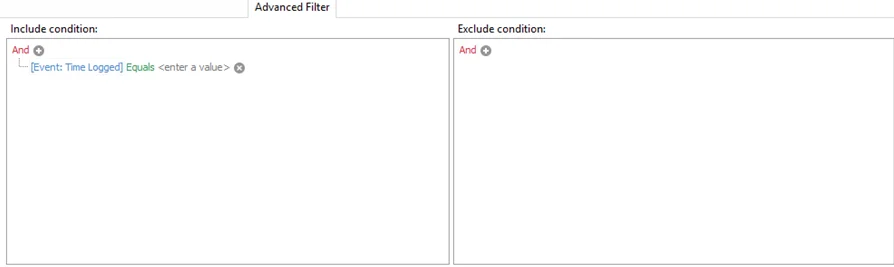 Advanced Filter
Include condition:
Exclude condition:
And
[Event: Time Logged] Equals <enter a value>
And